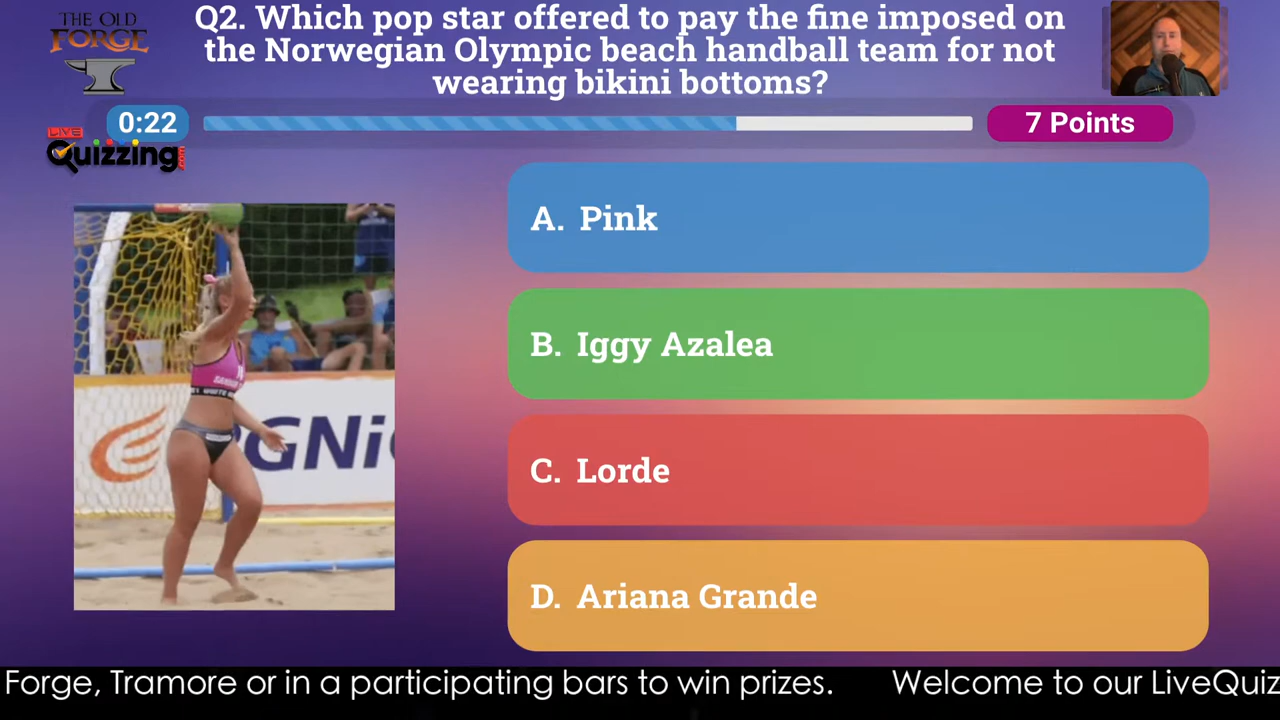 THE OLD
FORGE
Q2. Which pop star offered to pay the fine imposed on
the Norwegian Olympic beach handball team for not
wearing bikini bottoms?
0:22
7 Points
LIVE
Quizzing
A. Pink
B. Iggy Azalea
C. Lorde
D. Ariana Grande
Forge, Tramore or in a participating bars to win prizes. Welcome to our LiveQuiz